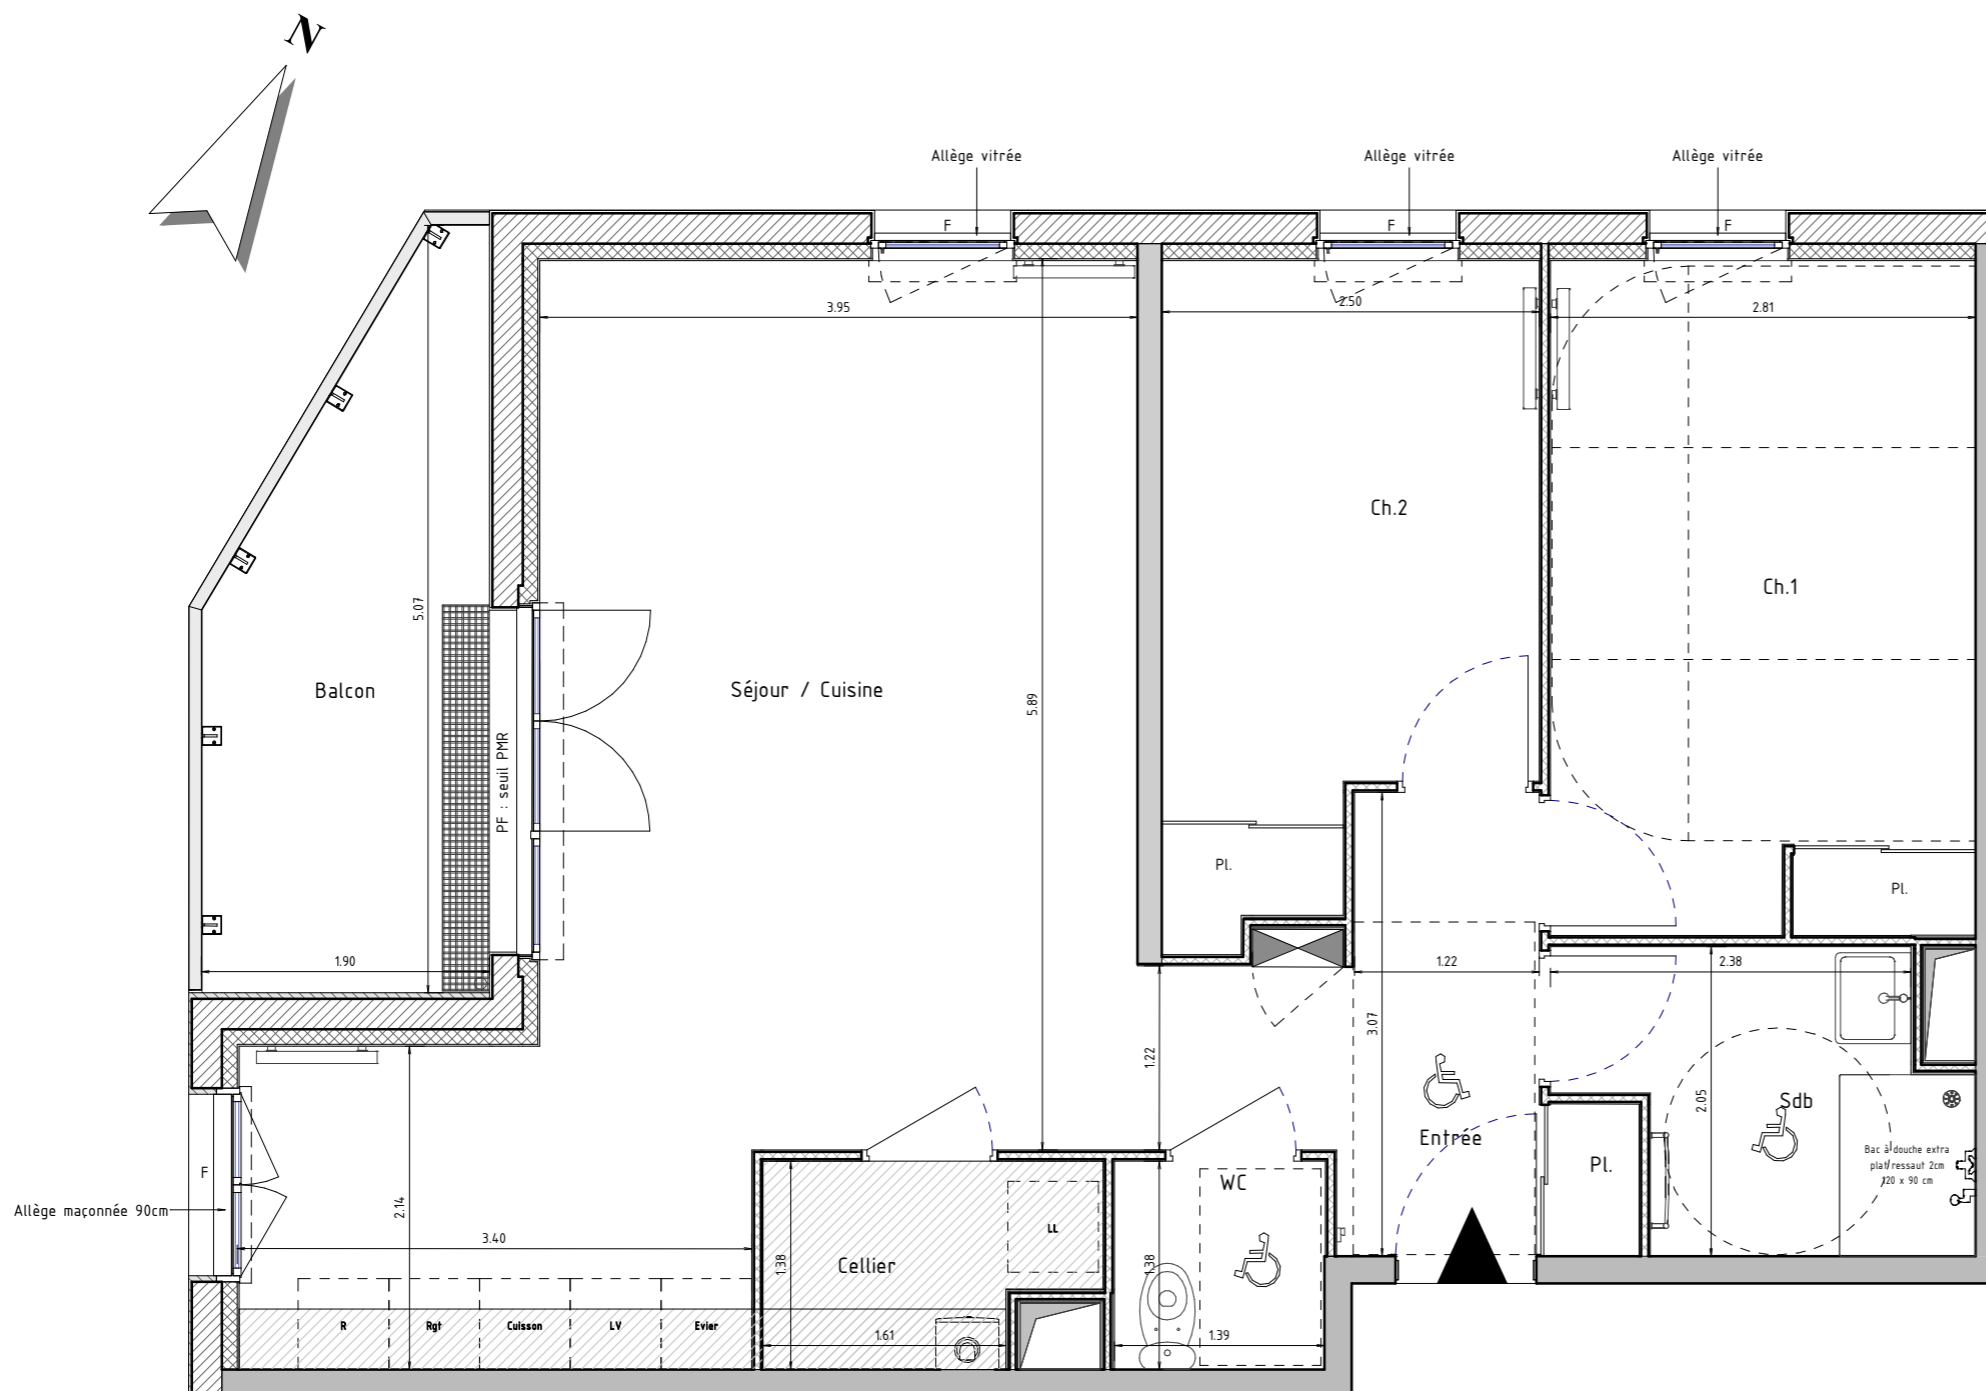 N
Allège vitrée
Allège vitrée
Allège vitrée
F
F
F
3.95
2.50
2.81
Ch.2
Ch.1
5.07
Balcon
Séjour / Cuisine
5.89
PF : seuil PMR
Pl.
Pl.
1.90
1.22
2.38
3.07
1.22
2.05
Sdb
Entrée
Bac à douche extra
plat/ressaut 2cm
120 x 90 cm
Pl.
WC
F
Allège maçonnée 90cm
2.14
3.40
LL
Cellier
1.38
1.38
R
Rgt
Cuisson
LV
Evier
1.61
1.39